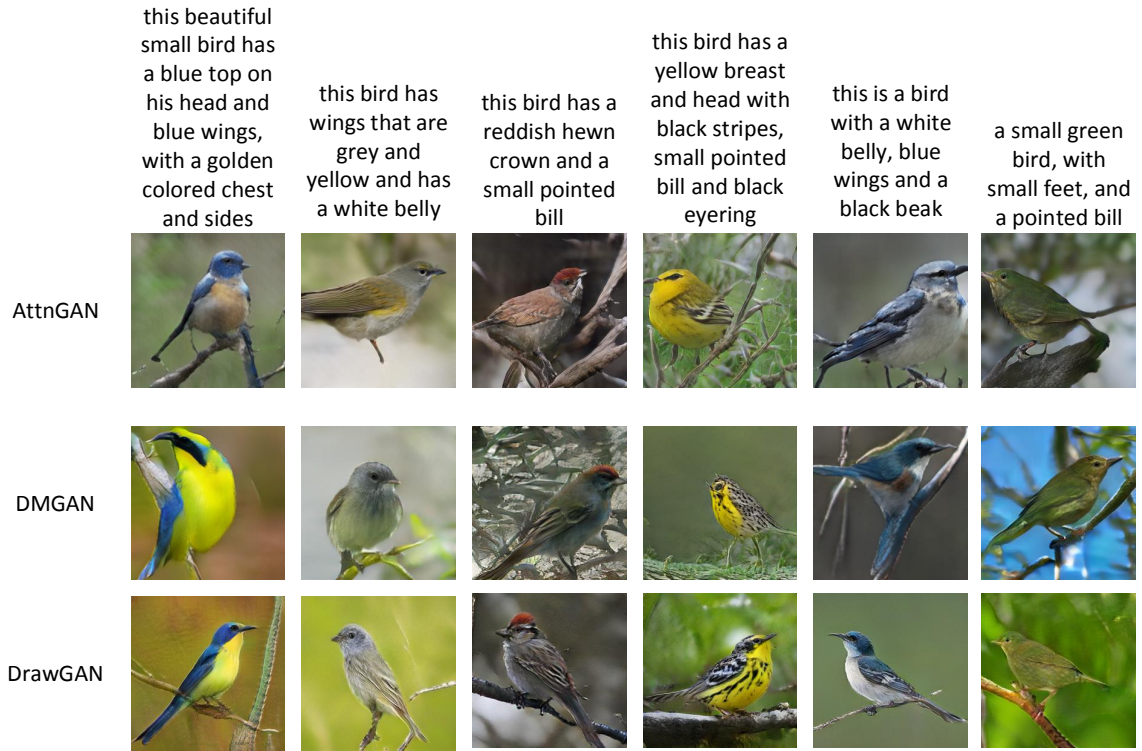 this beautiful
small bird has
a blue top on
his head and
blue wings,
with a golden
colored chest
and sides
this bird has
wings that are
grey and
yellow and has
a white belly
this bird has a
reddish hewn
crown and a
small pointed
bill
this bird has a
yellow breast
and head with
black stripes,
small pointed
bill and black
eyering
this is a bird
with a white
belly, blue
wings and a
black beak
a small green
bird, with
small feet, and
a pointed bill
AttnGAN
DMGAN
DrawGAN